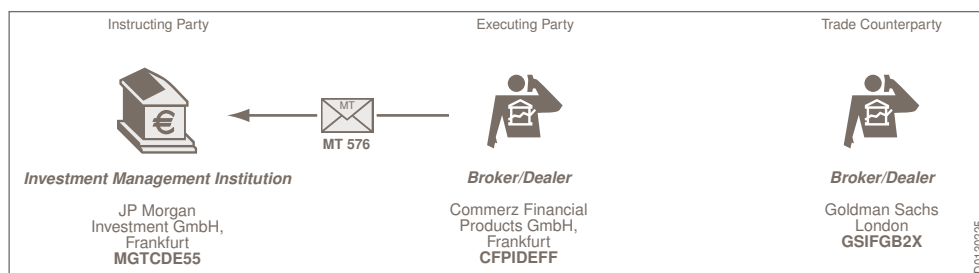 Instructing Party
Executing Party
Trade Counterparty
€
MT
MT 576
Investment Management Institution
Broker/Dealer
Broker/Dealer
JP Morgan
Investment GmbH,
Frankfurt
MGTCDE55
Commerz Financial
Products GmbH,
Frankfurt
CFPIDEFF
Goldman Sachs
London
GSIFGB2X